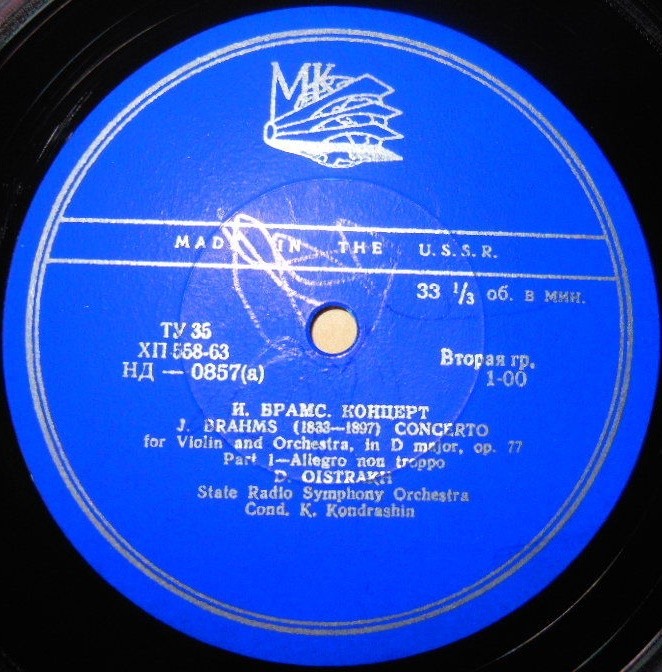 МК
MADE IN THE U.S.S.R.
33 ⅓ об. в мин.
ТУ 35
ХП 558-63
НД — 0857(а)
Вторая гр.
1-00
И. БРАМС. КОНЦЕРТ
J. BRAHMS (1833—1897) CONCERTO
for Violin and Orchestra, in D major, op. 77
Part 1—Allegro non troppo
D. OISTRAKH
State Radio Symphony Orchestra
Cond. K. Kondrashin